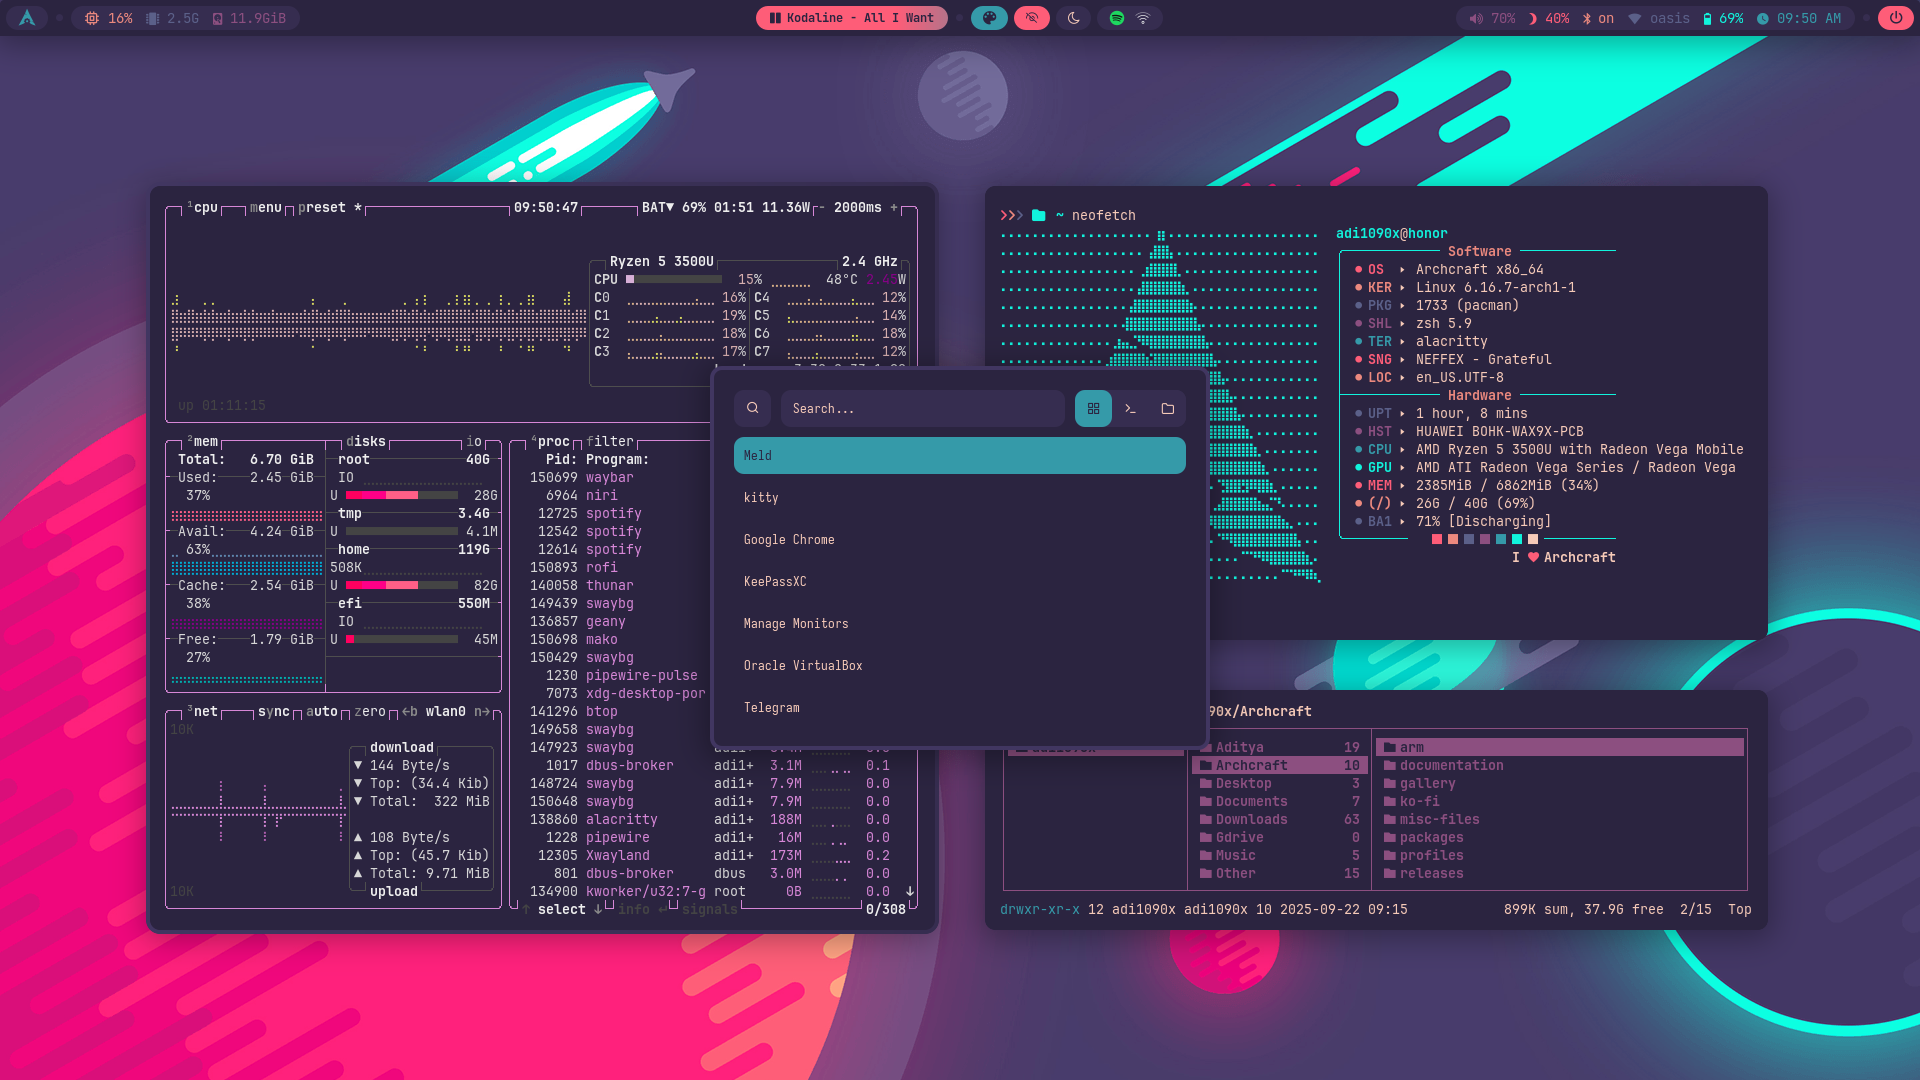 16% 2.5G 11.9GiB
Kodaline - All I Want
70% 40% on oasis 69% 09:50 AM
¹cpu menu preset * 09:50:47 BAT▼ 69% 01:51 11.36W - 2000ms +
Ryzen 5 3500U 2.4 GHz
CPU 15% 48°C 2.45W
C0 16% C4 12%
C1 19% C5 14%
C2 18% C6 18%
C3 17% C7 12%
up 01:11:15
²mem disks io
Total: 6.70 GiB root 40G
Used: 2.45 GiB IO
37% U 28G
tmp 3.4G
Avail: 4.24 GiB U 4.1M
63% home 119G
508K
Cache: 2.54 GiB U 82G
38% efi 550M
IO
Free: 1.79 GiB U 45M
27%
³net sync auto zero ←b wlan0 n→
10K
download
▼ 144 Byte/s
▼ Top: (34.4 Kib)
▼ Total: 322 MiB
▲ 108 Byte/s
▲ Top: (45.7 Kib)
▲ Total: 9.71 MiB
10K
upload
⁴proc filter
Pid: Program:
150699 waybar
6964 niri
12725 spotify
12542 spotify
12614 spotify
150893 rofi
140058 thunar
149439 swaybg
136857 geany
150698 mako
150429 swaybg
1230 pipewire-pulse
7073 xdg-desktop-por
141296 btop
149658 swaybg
147923 swaybg
1017 dbus-broker adi1+ 3.1M 0.1
148724 swaybg adi1+ 7.9M 0.0
150648 swaybg adi1+ 7.9M 0.0
138860 alacritty adi1+ 188M 0.0
1228 pipewire adi1+ 16M 0.0
12305 Xwayland adi1+ 173M 0.2
801 dbus-broker dbus 3.0M 0.0
134900 kworker/u32:7-g root 0B 0.0 ↓
↑ select ↓ info ↵ signals 0/308
Search...
Meld
kitty
Google Chrome
KeePassXC
Manage Monitors
Oracle VirtualBox
Telegram
~ neofetch
adi1090x@honor
Software
OS Archcraft x86_64
KER Linux 6.16.7-arch1-1
PKG 1733 (pacman)
SHL zsh 5.9
TER alacritty
SNG NEFFEX - Grateful
LOC en_US.UTF-8
Hardware
UPT 1 hour, 8 mins
HST HUAWEI BOHK-WAX9X-PCB
CPU AMD Ryzen 5 3500U with Radeon Vega Mobile
GPU AMD ATI Radeon Vega Series / Radeon Vega
MEM 2385MiB / 6862MiB (34%)
(/) 26G / 40G (69%)
BA1 71% [Discharging]
I ♥ Archcraft
90x/Archcraft
Aditya 19 arm
Archcraft 10 documentation
Desktop 3 gallery
Documents 7 ko-fi
Downloads 63 misc-files
Gdrive 0 packages
Music 5 profiles
Other 15 releases
drwxr-xr-x 12 adi1090x adi1090x 10 2025-09-22 09:15 899K sum, 37.9G free 2/15 Top